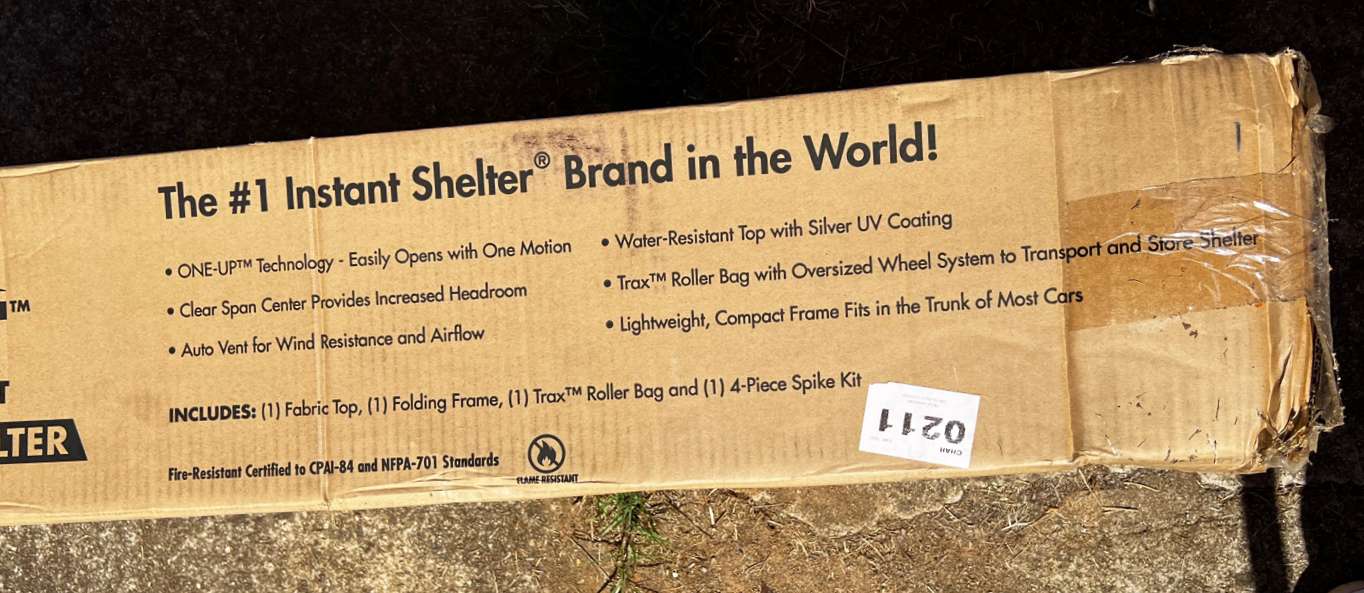 The #1 Instant Shelter® Brand in the World!
• ONE-UP™ Technology - Easily Opens with One Motion
• Clear Span Center Provides Increased Headroom
• Auto Vent for Wind Resistance and Airflow
• Water-Resistant Top with Silver UV Coating
• Trax™ Roller Bag with Oversized Wheel System to Transport and Store Shelter
• Lightweight, Compact Frame Fits in the Trunk of Most Cars
TM
T
LTER
INCLUDES: (1) Fabric Top, (1) Folding Frame, (1) Trax™ Roller Bag and (1) 4-Piece Spike Kit
Fire-Resistant Certified to CPAI-84 and NFPA-701 Standards
FLAME RESISTANT
0211